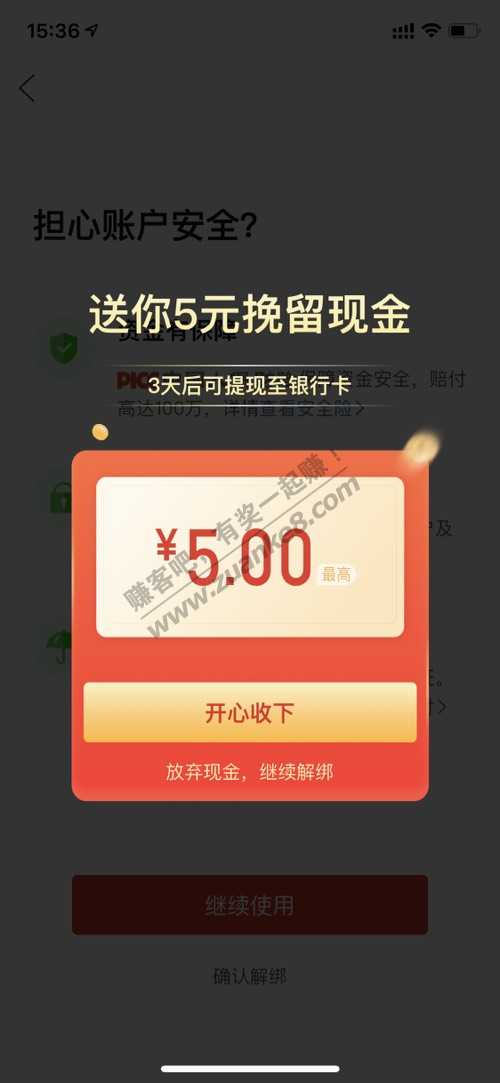 15:36
担心账户安全?
送你5元挽留现金
资金有保障
PICC
保障资金安全，赔付
3天后可提现至银行卡
高达100万，详情查看安全险>
¥5.00
最高
赚客吧，有奖一起赚！
www.zuanke8.com
户及
开心收下
放弃现金，继续解绑
继续使用
确认解绑